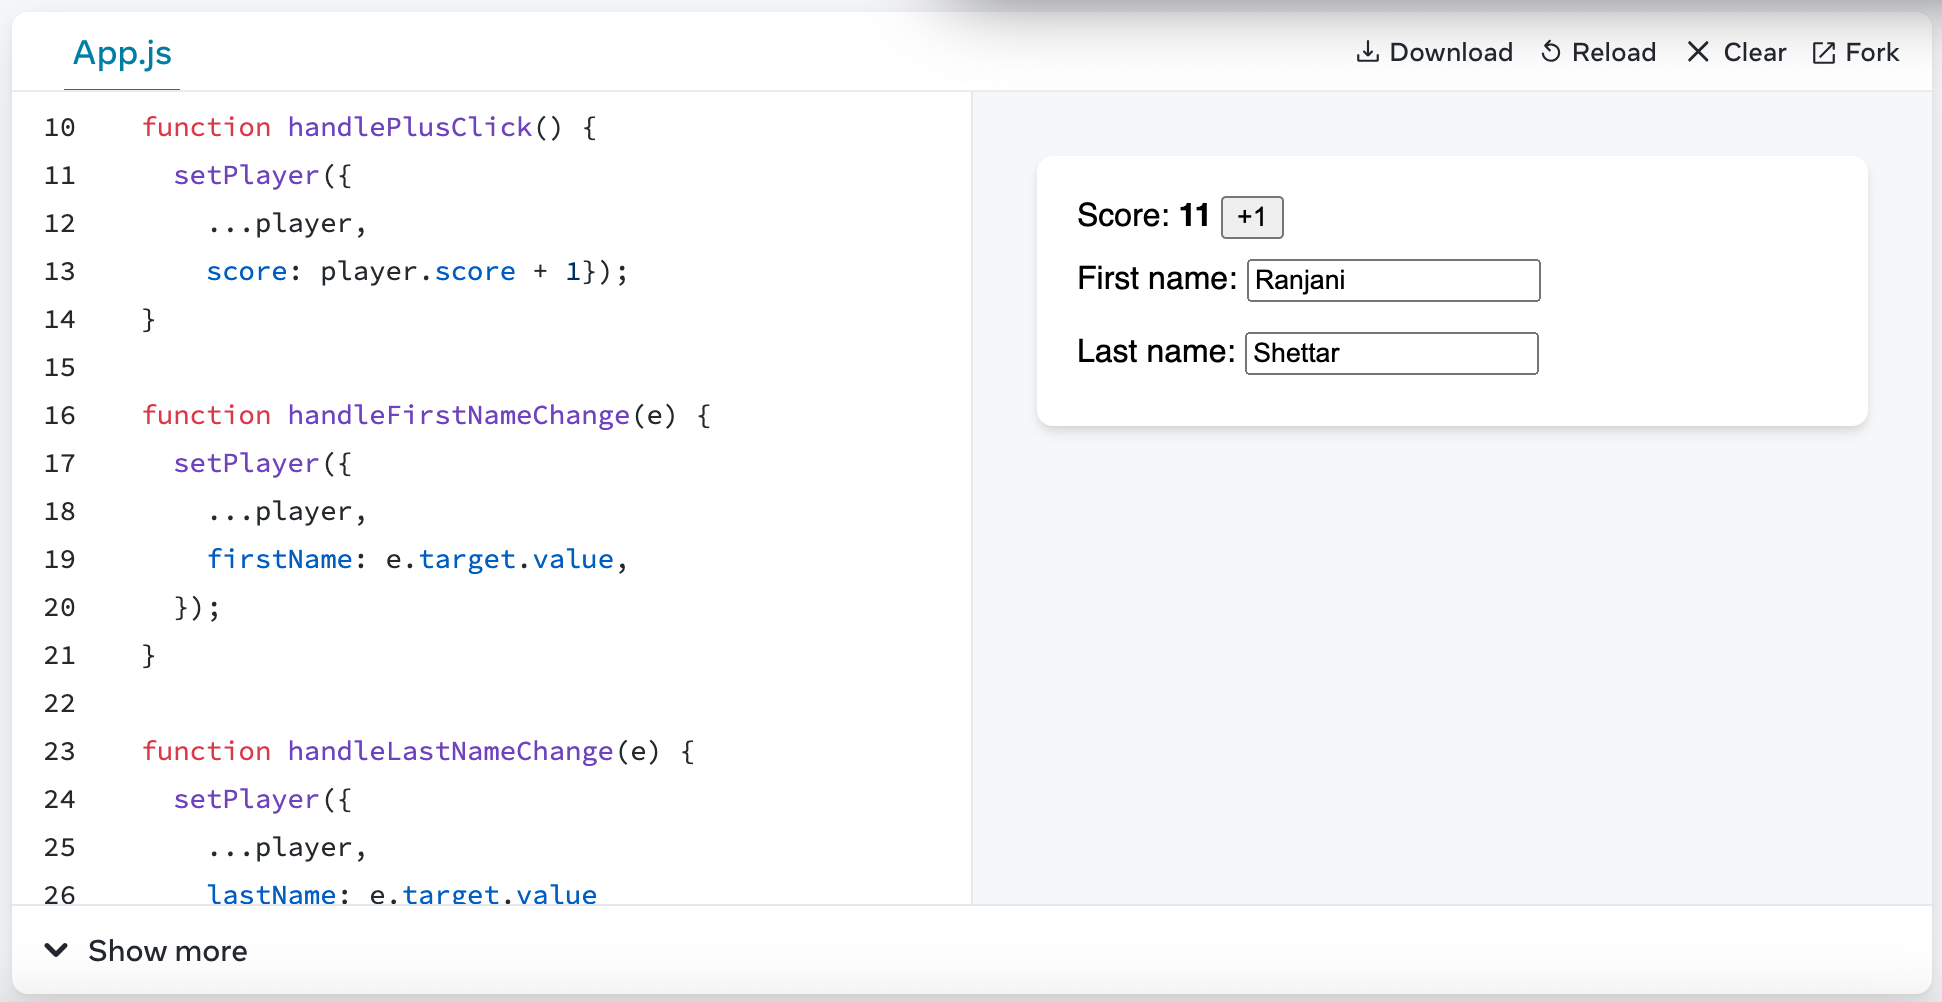 App.js
Download Reload Clear Fork
10 function handlePlusClick() {
11 setPlayer({
12 ...player,
13 score: player.score + 1});
14 }
15
16 function handleFirstNameChange(e) {
17 setPlayer({
18 ...player,
19 firstName: e.target.value,
20 });
21 }
22
23 function handleLastNameChange(e) {
24 setPlayer({
25 ...player,
26 lastName: e.target.value
Score: 11 +1
First name: Ranjani
Last name: Shettar
Show more